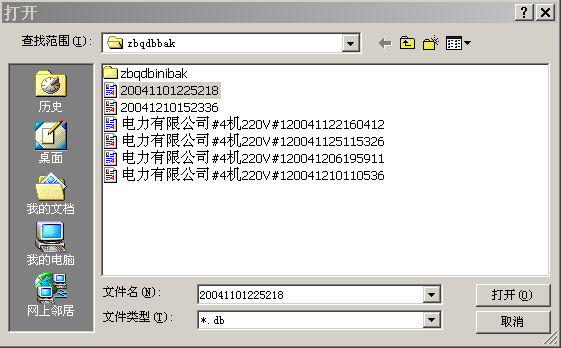 打开
查找范围(I):
zbqdbbak
历史
桌面
我的文档
我的电脑
网上邻居
zbqdbinibak
20041101225218
20041210152336
电力有限公司#4机220V#120041122160412
电力有限公司#4机220V#120041125115326
电力有限公司#4机220V#120041206195911
电力有限公司#4机220V#120041210110536
文件名(N):
20041101225218
打开(O)
文件类型(T):
*.db
取消